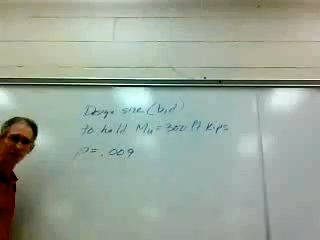 Design size (b,d)
to hold Mu = 300 ft kips
ρ = .009